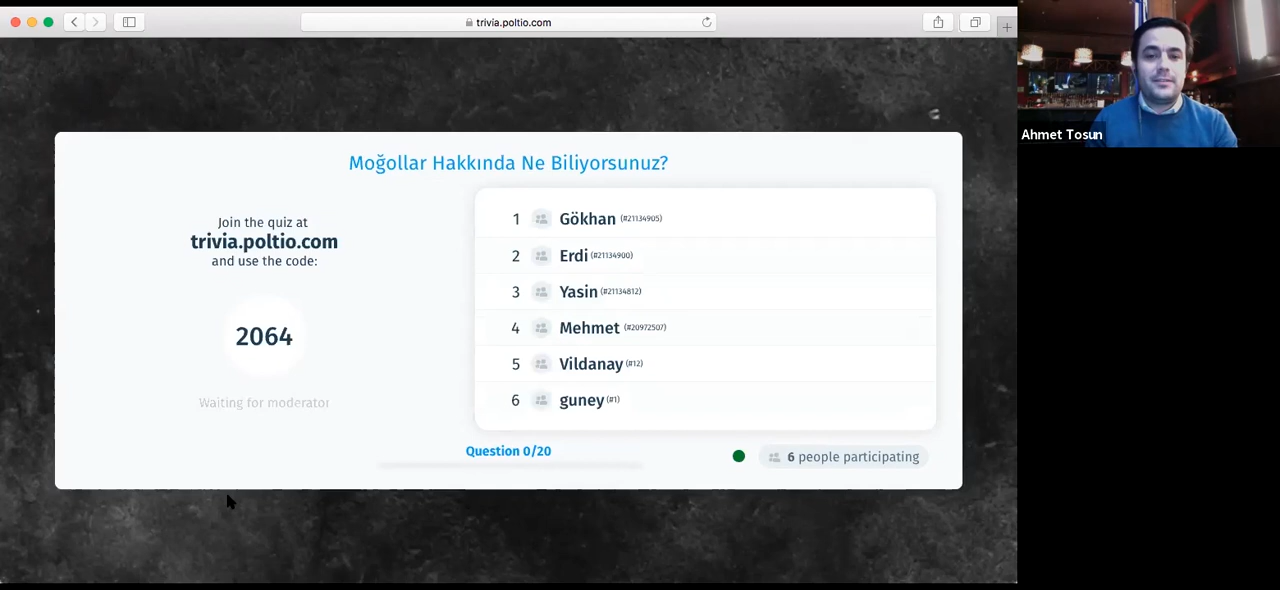 trivia.poltio.com
Moğollar Hakkında Ne Biliyorsunuz?
Join the quiz at
trivia.poltio.com
and use the code:
2064
Waiting for moderator
1 Gökhan (#21134905)
2 Erdi (#21134900)
3 Yasin (#21134812)
4 Mehmet (#20972507)
5 Vildanay (#12)
6 guney (#1)
Question 0/20
6 people participating
Ahmet Tosun